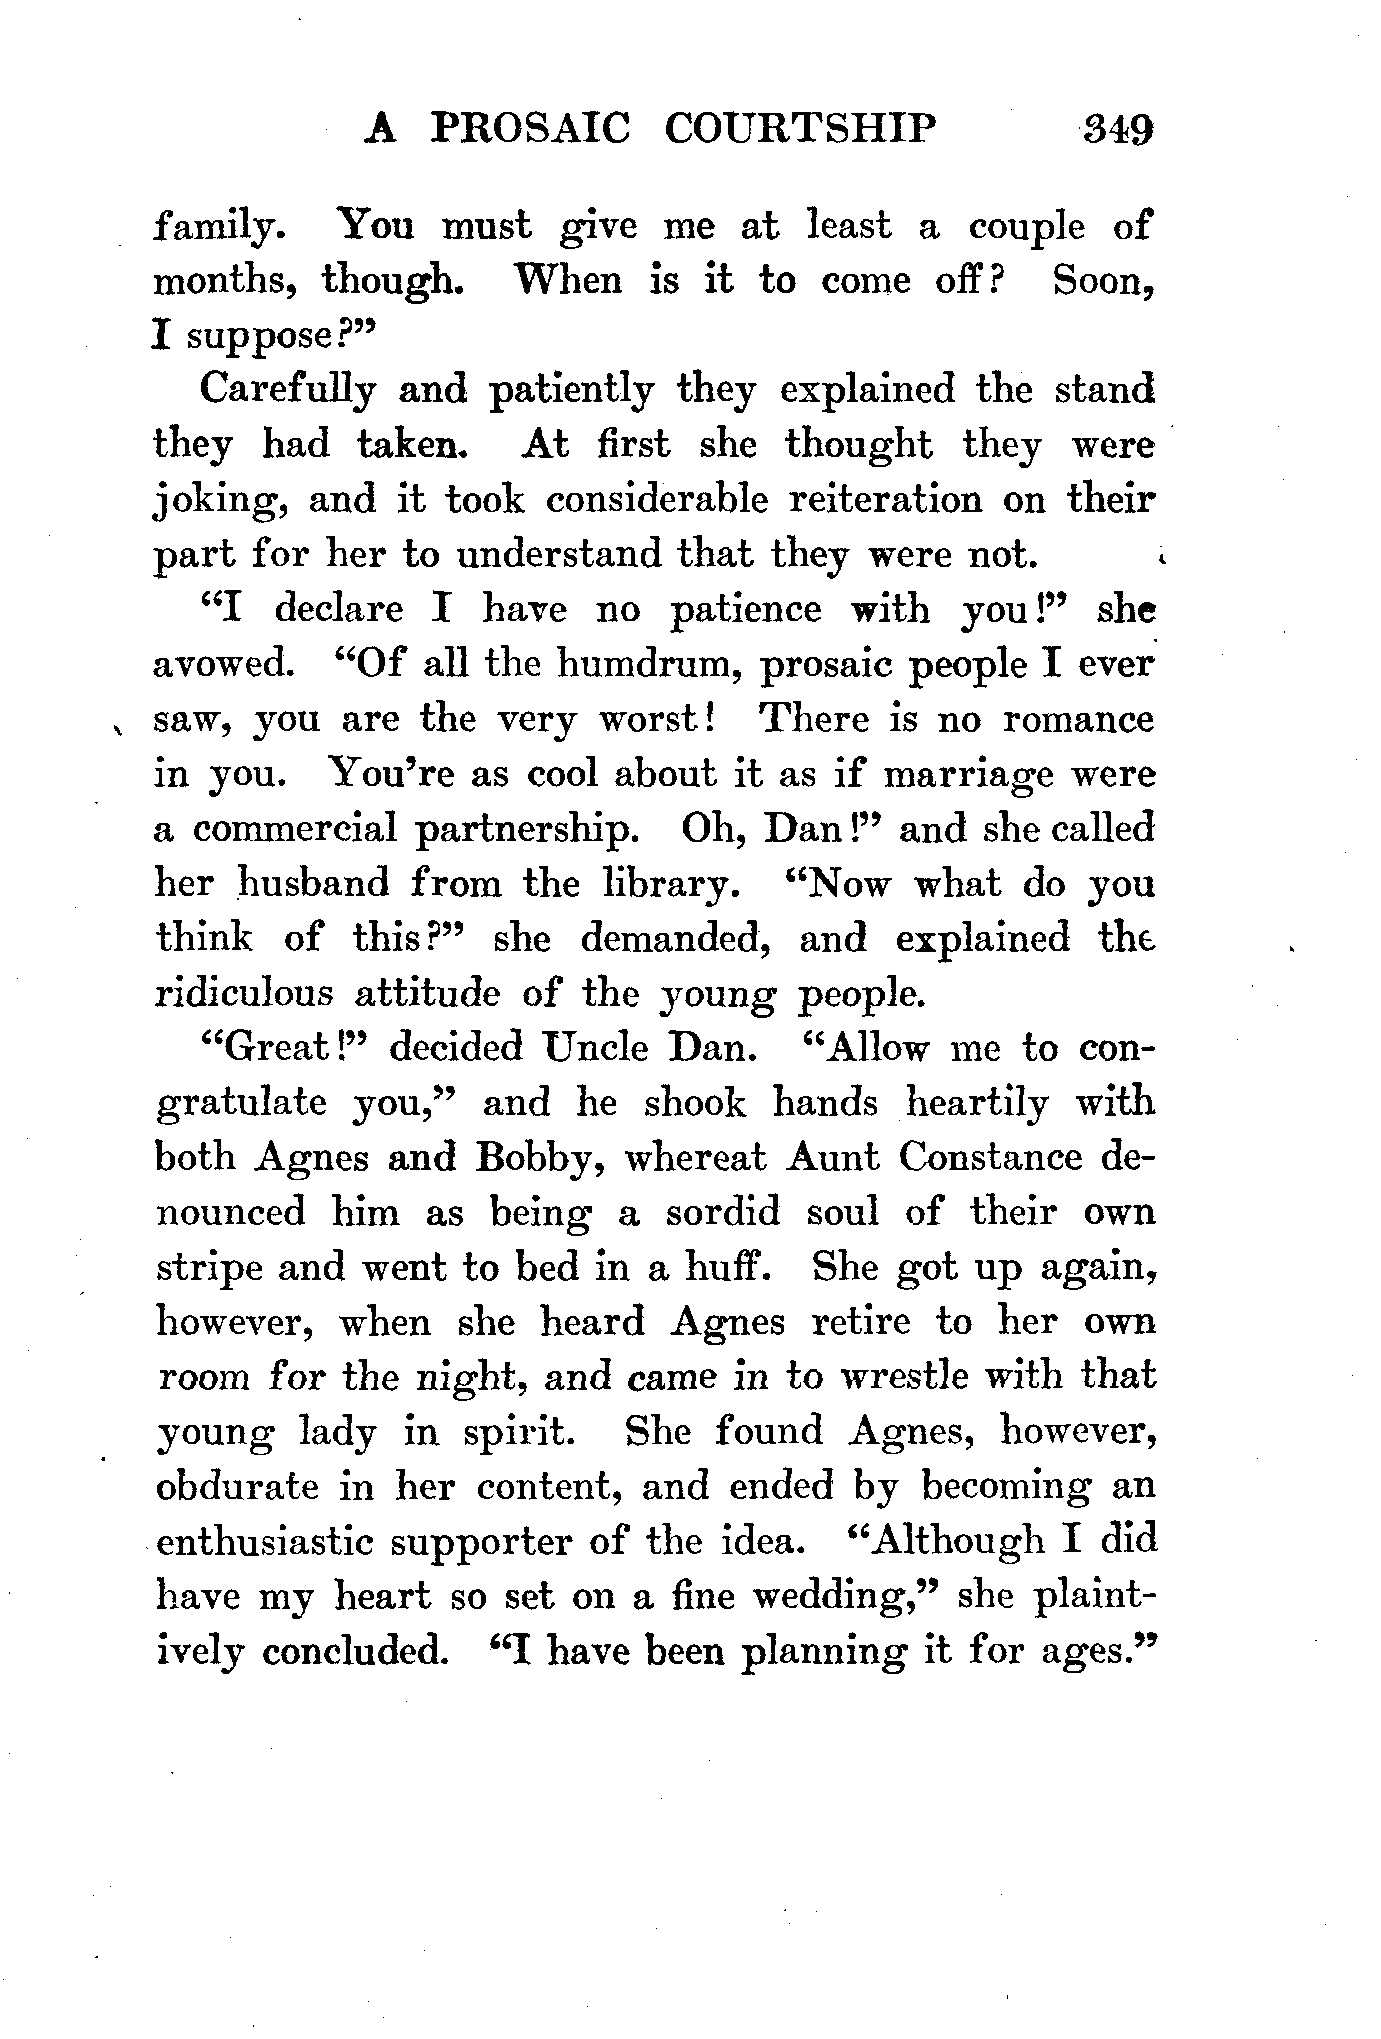 A PROSAIC COURTSHIP 349
family. You must give me at least a couple of
months, though. When is it to come off? Soon,
I suppose?”
Carefully and patiently they explained the stand
they had taken. At first she thought they were
joking, and it took considerable reiteration on their
part for her to understand that they were not.
“I declare I have no patience with you!” she
avowed. “Of all the humdrum, prosaic people I ever
saw, you are the very worst! There is no romance
in you. You’re as cool about it as if marriage were
a commercial partnership. Oh, Dan!” and she called
her husband from the library. “Now what do you
think of this?” she demanded, and explained the
ridiculous attitude of the young people.
“Great!” decided Uncle Dan. “Allow me to con-
gratulate you,” and he shook hands heartily with
both Agnes and Bobby, whereat Aunt Constance de-
nounced him as being a sordid soul of their own
stripe and went to bed in a huff. She got up again,
however, when she heard Agnes retire to her own
room for the night, and came in to wrestle with that
young lady in spirit. She found Agnes, however,
obdurate in her content, and ended by becoming an
enthusiastic supporter of the idea. “Although I did
have my heart so set on a fine wedding,” she plaint-
ively concluded. “I have been planning it for ages.”